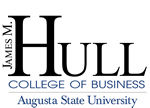 JAMES M.
HULL
COLLEGE OF BUSINESS
Augusta State University